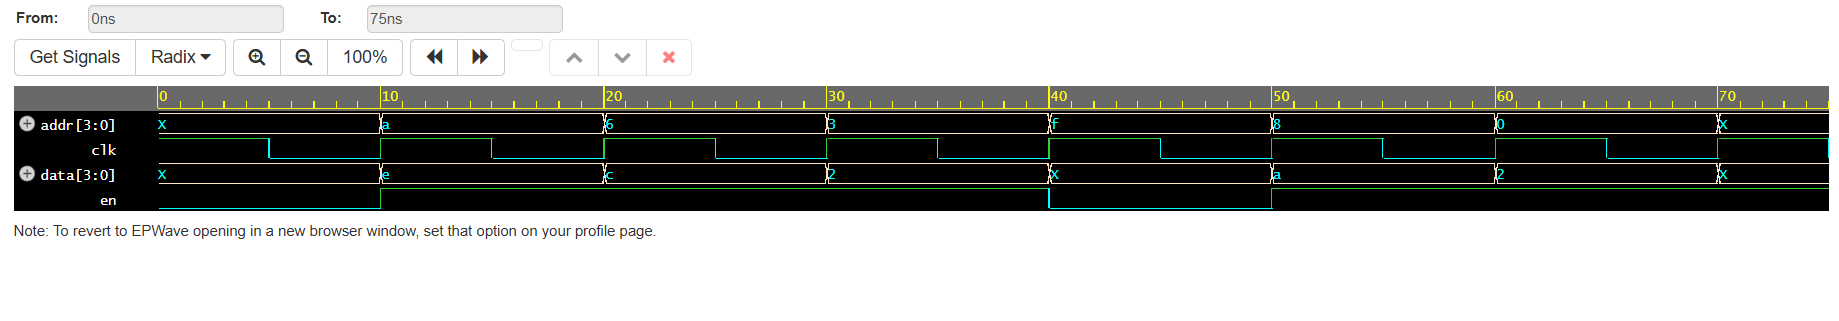 From: 0ns To: 75ns
Get Signals Radix 100%
0 10 20 30 40 50 60 70
addr[3:0] X a 6 3 f 8 0 X
clk
data[3:0] X e c 2 X a 2 X
en
Note: To revert to EPWave opening in a new browser window, set that option on your profile page.